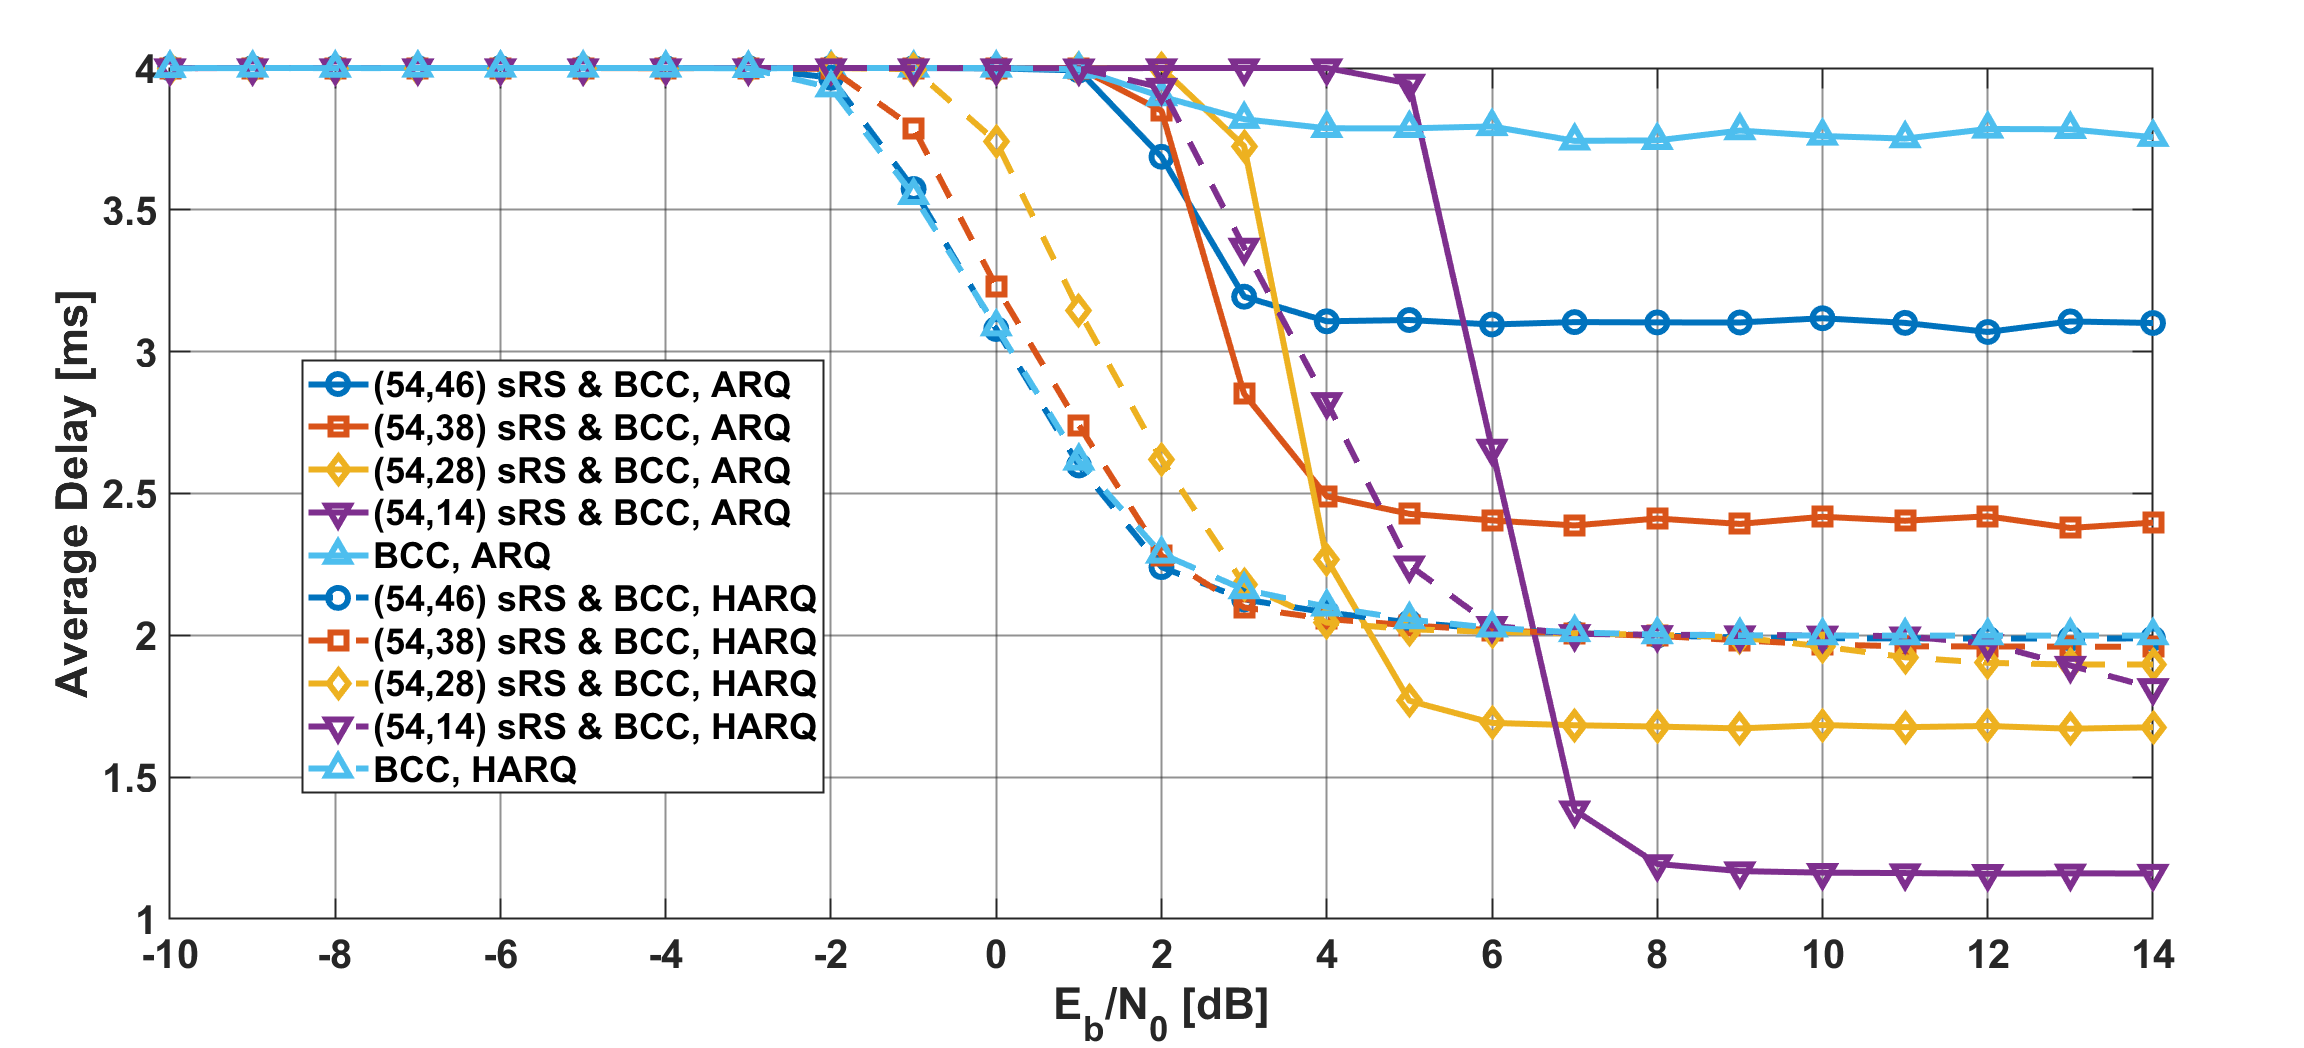 4
3.5
3
2.5
2
1.5
1
Average Delay [ms]
(54,46) sRS & BCC, ARQ
(54,38) sRS & BCC, ARQ
(54,28) sRS & BCC, ARQ
(54,14) sRS & BCC, ARQ
BCC, ARQ
(54,46) sRS & BCC, HARQ
(54,38) sRS & BCC, HARQ
(54,28) sRS & BCC, HARQ
(54,14) sRS & BCC, HARQ
BCC, HARQ
-10 -8 -6 -4 -2 0 2 4 6 8 10 12 14
E_b/N_0 [dB]